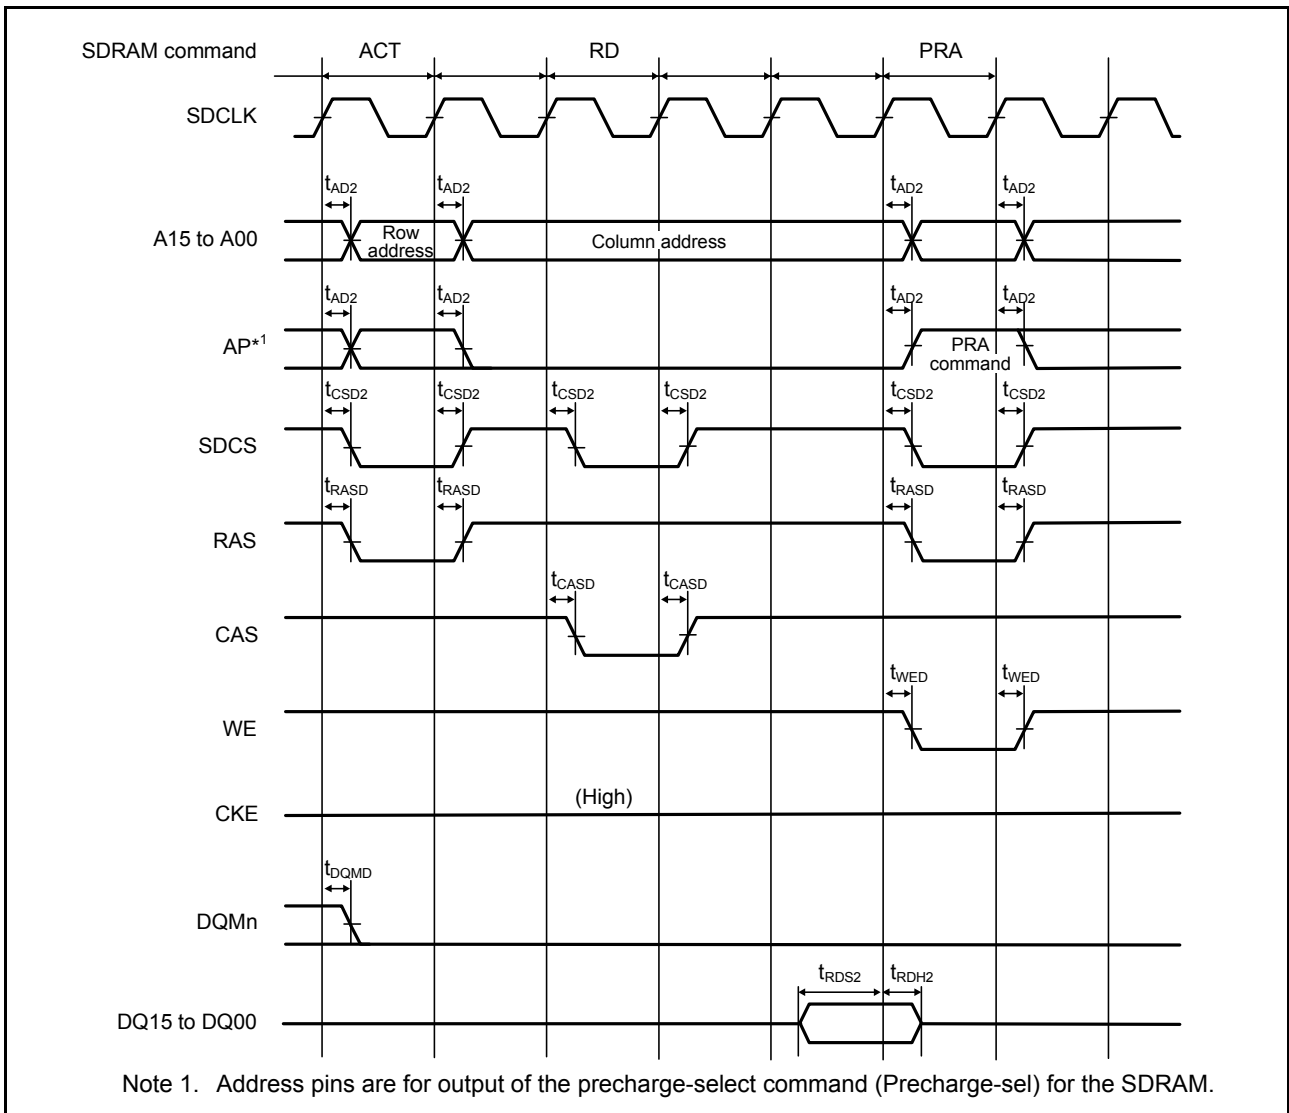 SDRAM command ACT RD PRA
SDCLK
tAD2 tAD2 tAD2 tAD2
A15 to A00 Row address Column address
tAD2 tAD2 tAD2 tAD2
AP*1 PRA command
tCSD2 tCSD2 tCSD2 tCSD2 tCSD2 tCSD2
SDCS
tRASD tRASD tRASD tRASD
RAS
tCASD tCASD
CAS
tWED tWED
WE
(High)
CKE
tDQMD
DQMn
tRDS2 tRDH2
DQ15 to DQ00
Note 1. Address pins are for output of the precharge-select command (Precharge-sel) for the SDRAM.